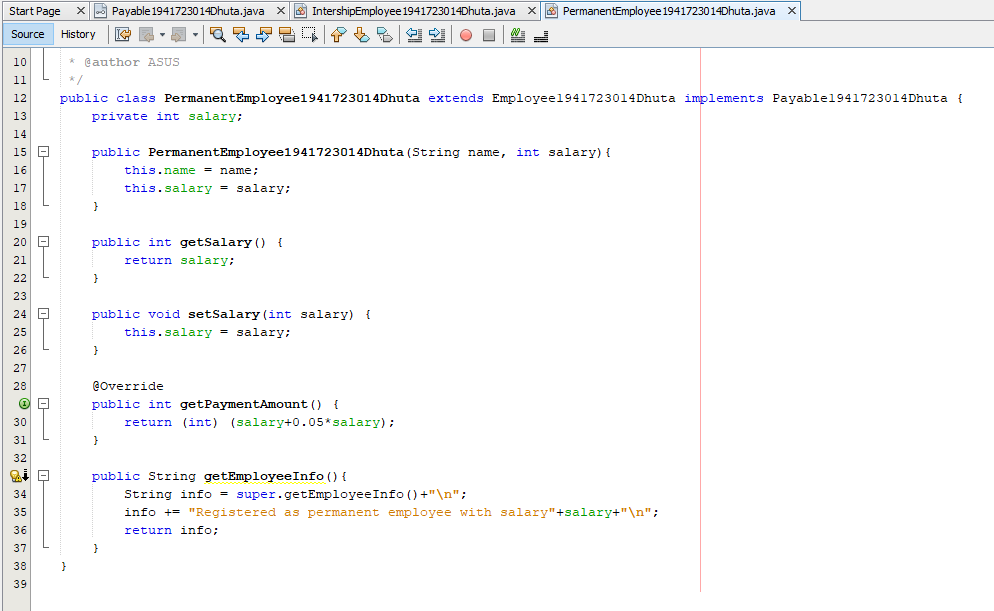 Start Page Payable1941723014Dhuta.java IntershipEmployee1941723014Dhuta.java PermanentEmployee1941723014Dhuta.java
Source History
10 * @author ASUS
11 */
12 public class PermanentEmployee1941723014Dhuta extends Employee1941723014Dhuta implements Payable1941723014Dhuta {
13 private int salary;
14
15 public PermanentEmployee1941723014Dhuta(String name, int salary){
16 this.name = name;
17 this.salary = salary;
18 }
19
20 public int getSalary() {
21 return salary;
22 }
23
24 public void setSalary(int salary) {
25 this.salary = salary;
26 }
27
28 @Override
public int getPaymentAmount() {
30 return (int) (salary+0.05*salary);
31 }
32
public String getEmployeeInfo(){
34 String info = super.getEmployeeInfo()+"\n";
35 info += "Registered as permanent employee with salary"+salary+"\n";
36 return info;
37 }
38 }
39